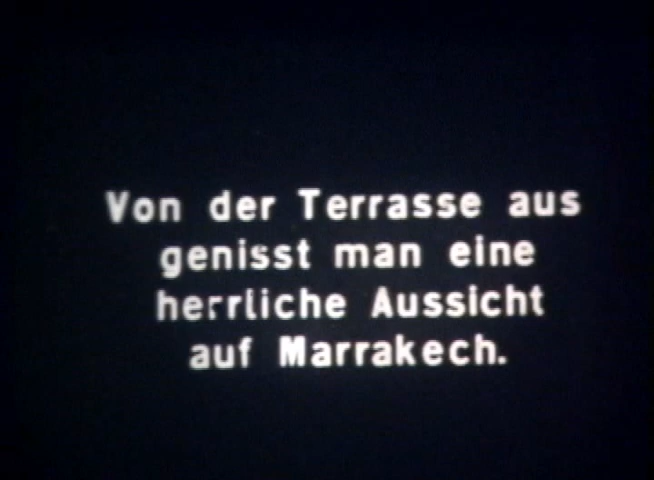 Von der Terrasse aus
genisst man eine
herrliche Aussicht
auf Marrakech.